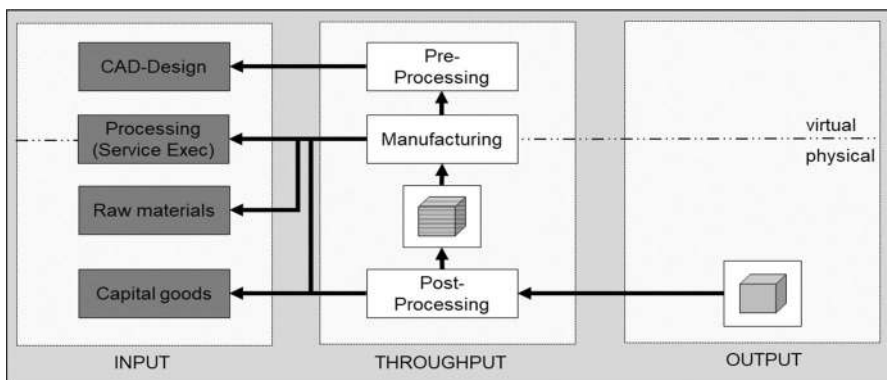 CAD-Design
Pre-
Processing
Processing
(Service Exec)
Manufacturing
virtual
physical
Raw materials
Capital goods
Post-
Processing
INPUT
THROUGHPUT
OUTPUT